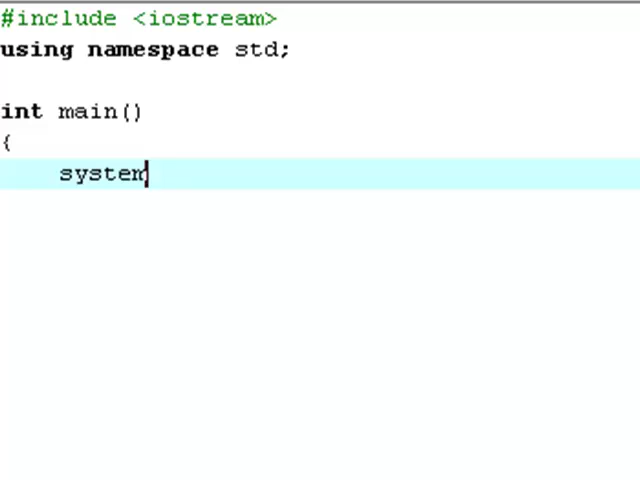 #include <iostream>
using namespace std;
int main()
{
system